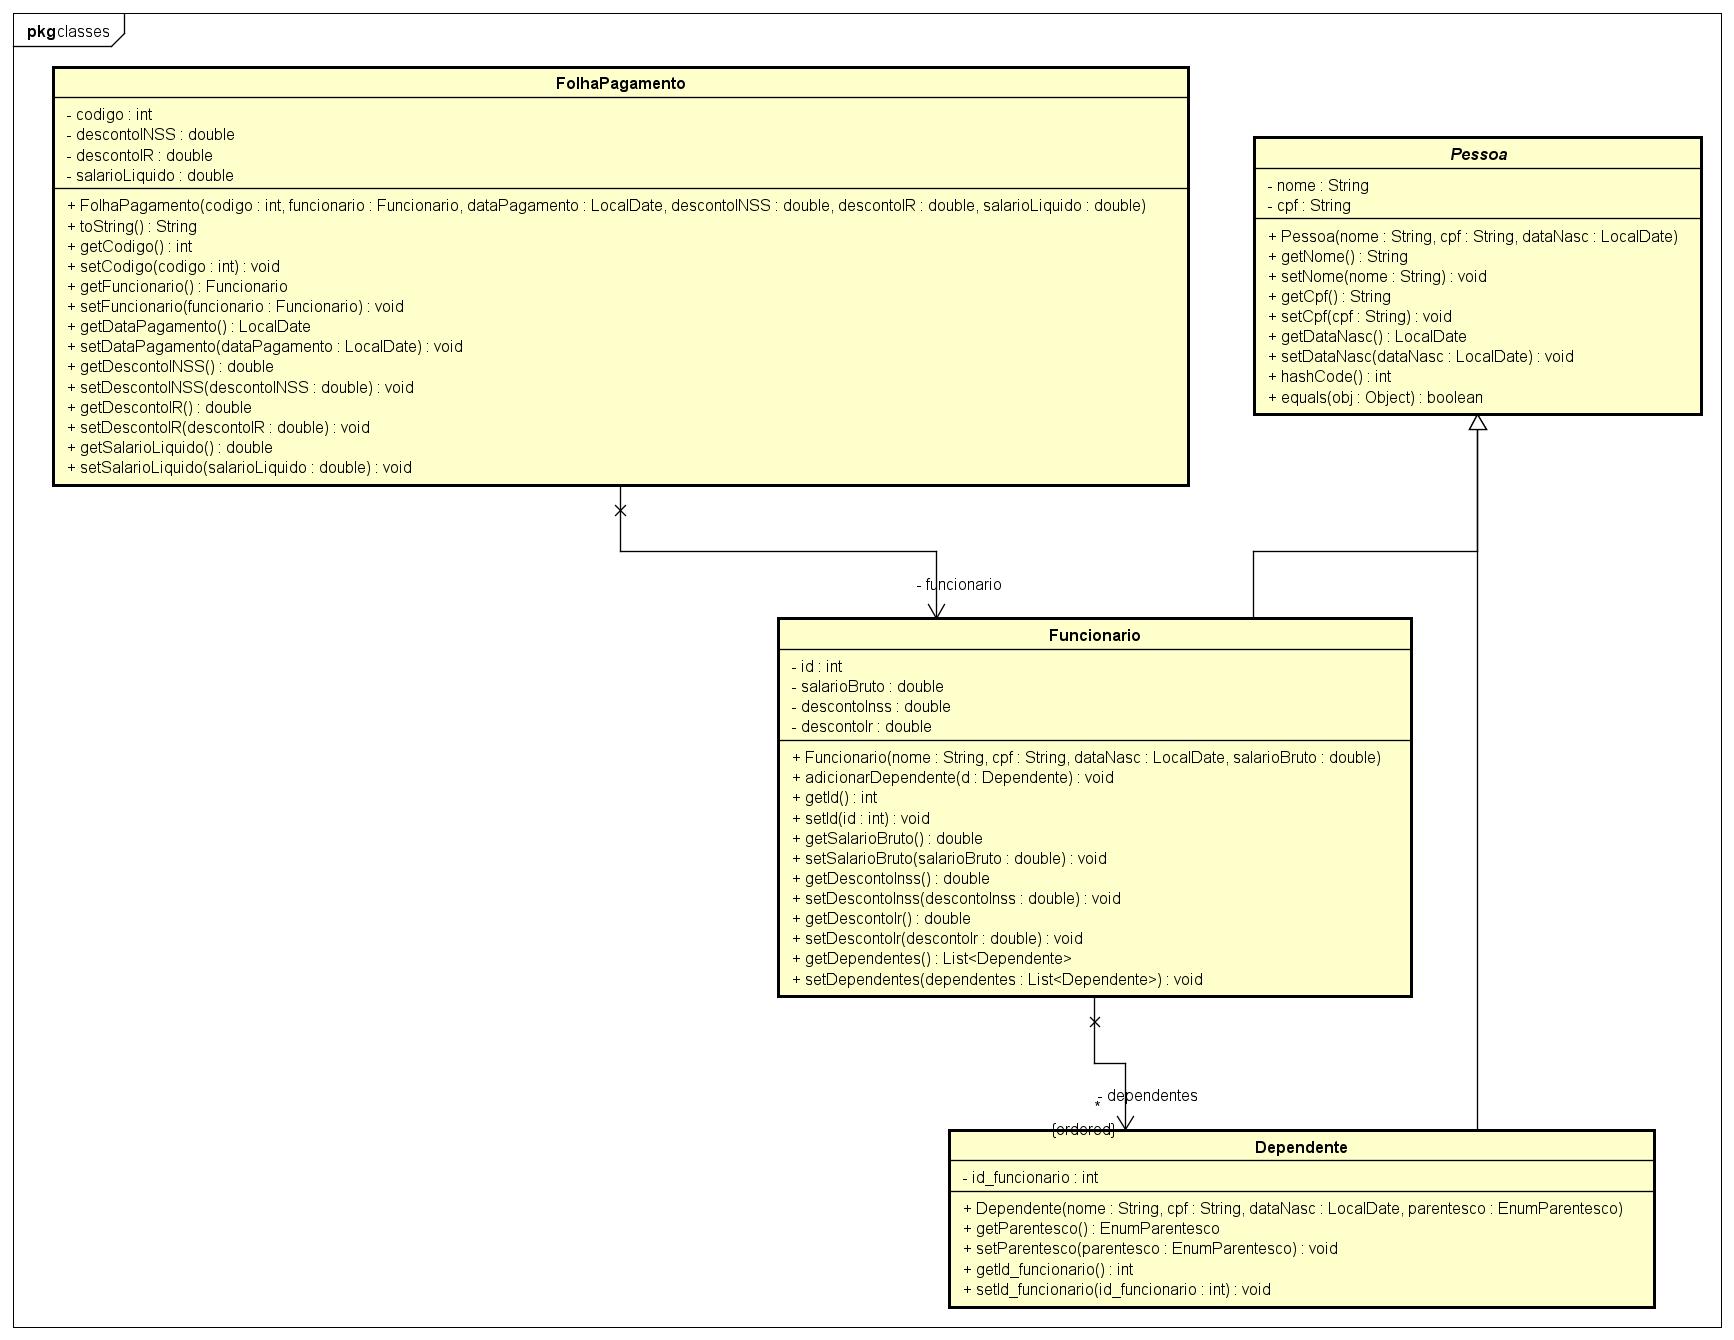 pkg classes
FolhaPagamento
- codigo : int
- descontoINSS : double
- descontoIR : double
- salarioLiquido : double
+ FolhaPagamento(codigo : int, funcionario : Funcionario, dataPagamento : LocalDate, descontoINSS : double, descontoIR : double, salarioLiquido : double)
+ toString() : String
+ getCodigo() : int
+ setCodigo(codigo : int) : void
+ getFuncionario() : Funcionario
+ setFuncionario(funcionario : Funcionario) : void
+ getDataPagamento() : LocalDate
+ setDataPagamento(dataPagamento : LocalDate) : void
+ getDescontoINSS() : double
+ setDescontoINSS(descontoINSS : double) : void
+ getDescontoIR() : double
+ setDescontoIR(descontoIR : double) : void
+ getSalarioLiquido() : double
+ setSalarioLiquido(salarioLiquido : double) : void
Pessoa
- nome : String
- cpf : String
+ Pessoa(nome : String, cpf : String, dataNasc : LocalDate)
+ getNome() : String
+ setNome(nome : String) : void
+ getCpf() : String
+ setCpf(cpf : String) : void
+ getDataNasc() : LocalDate
+ setDataNasc(dataNasc : LocalDate) : void
+ hashCode() : int
+ equals(obj : Object) : boolean
- funcionario
Funcionario
- id : int
- salarioBruto : double
- descontoInss : double
- descontoIr : double
+ Funcionario(nome : String, cpf : String, dataNasc : LocalDate, salarioBruto : double)
+ adicionarDependente(d : Dependente) : void
+ getId() : int
+ setId(id : int) : void
+ getSalarioBruto() : double
+ setSalarioBruto(salarioBruto : double) : void
+ getDescontoInss() : double
+ setDescontoInss(descontoInss : double) : void
+ getDescontoIr() : double
+ setDescontoIr(descontoIr : double) : void
+ getDependentes() : List<Dependente>
+ setDependentes(dependentes : List<Dependente>) : void
- dependentes
*
{ordered}
Dependente
- id_funcionario : int
+ Dependente(nome : String, cpf : String, dataNasc : LocalDate, parentesco : EnumParentesco)
+ getParentesco() : EnumParentesco
+ setParentesco(parentesco : EnumParentesco) : void
+ getId_funcionario() : int
+ setId_funcionario(id_funcionario : int) : void